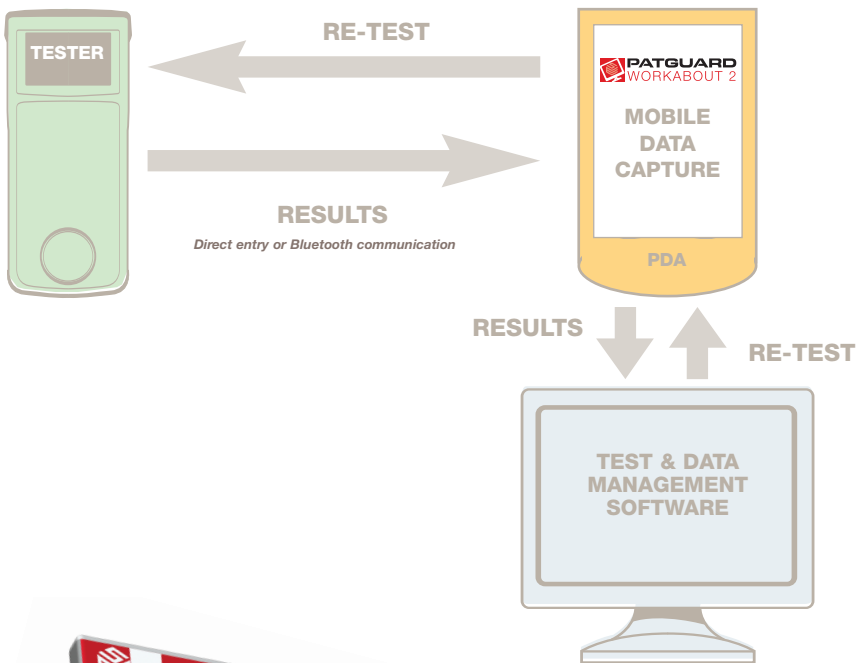 RE-TEST
TESTER
PATGUARD
WORKABOUT 2
MOBILE
DATA
CAPTURE
RESULTS
Direct entry or Bluetooth communication
PDA
RESULTS
RE-TEST
TEST & DATA
MANAGEMENT
SOFTWARE